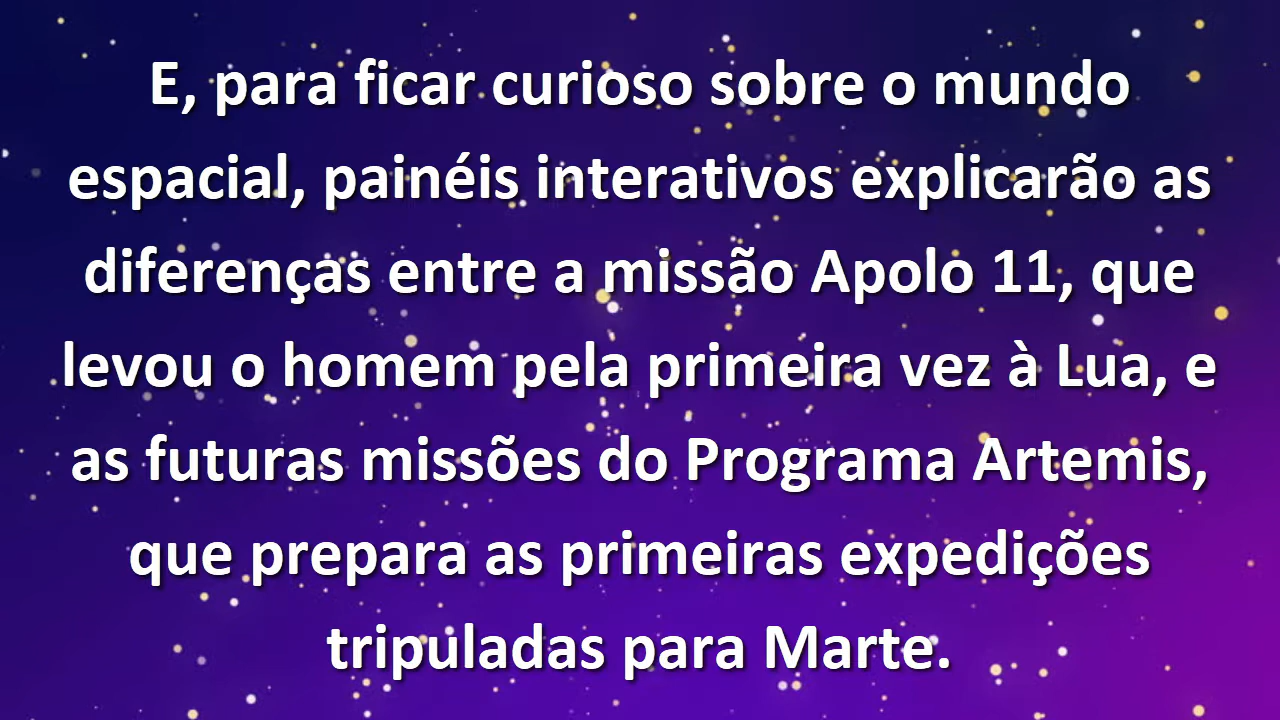 E, para ficar curioso sobre o mundo
espacial, painéis interativos explicarão as
diferenças entre a missão Apolo 11, que
levou o homem pela primeira vez à Lua, e
as futuras missões do Programa Artemis,
que prepara as primeiras expedições
tripuladas para Marte.